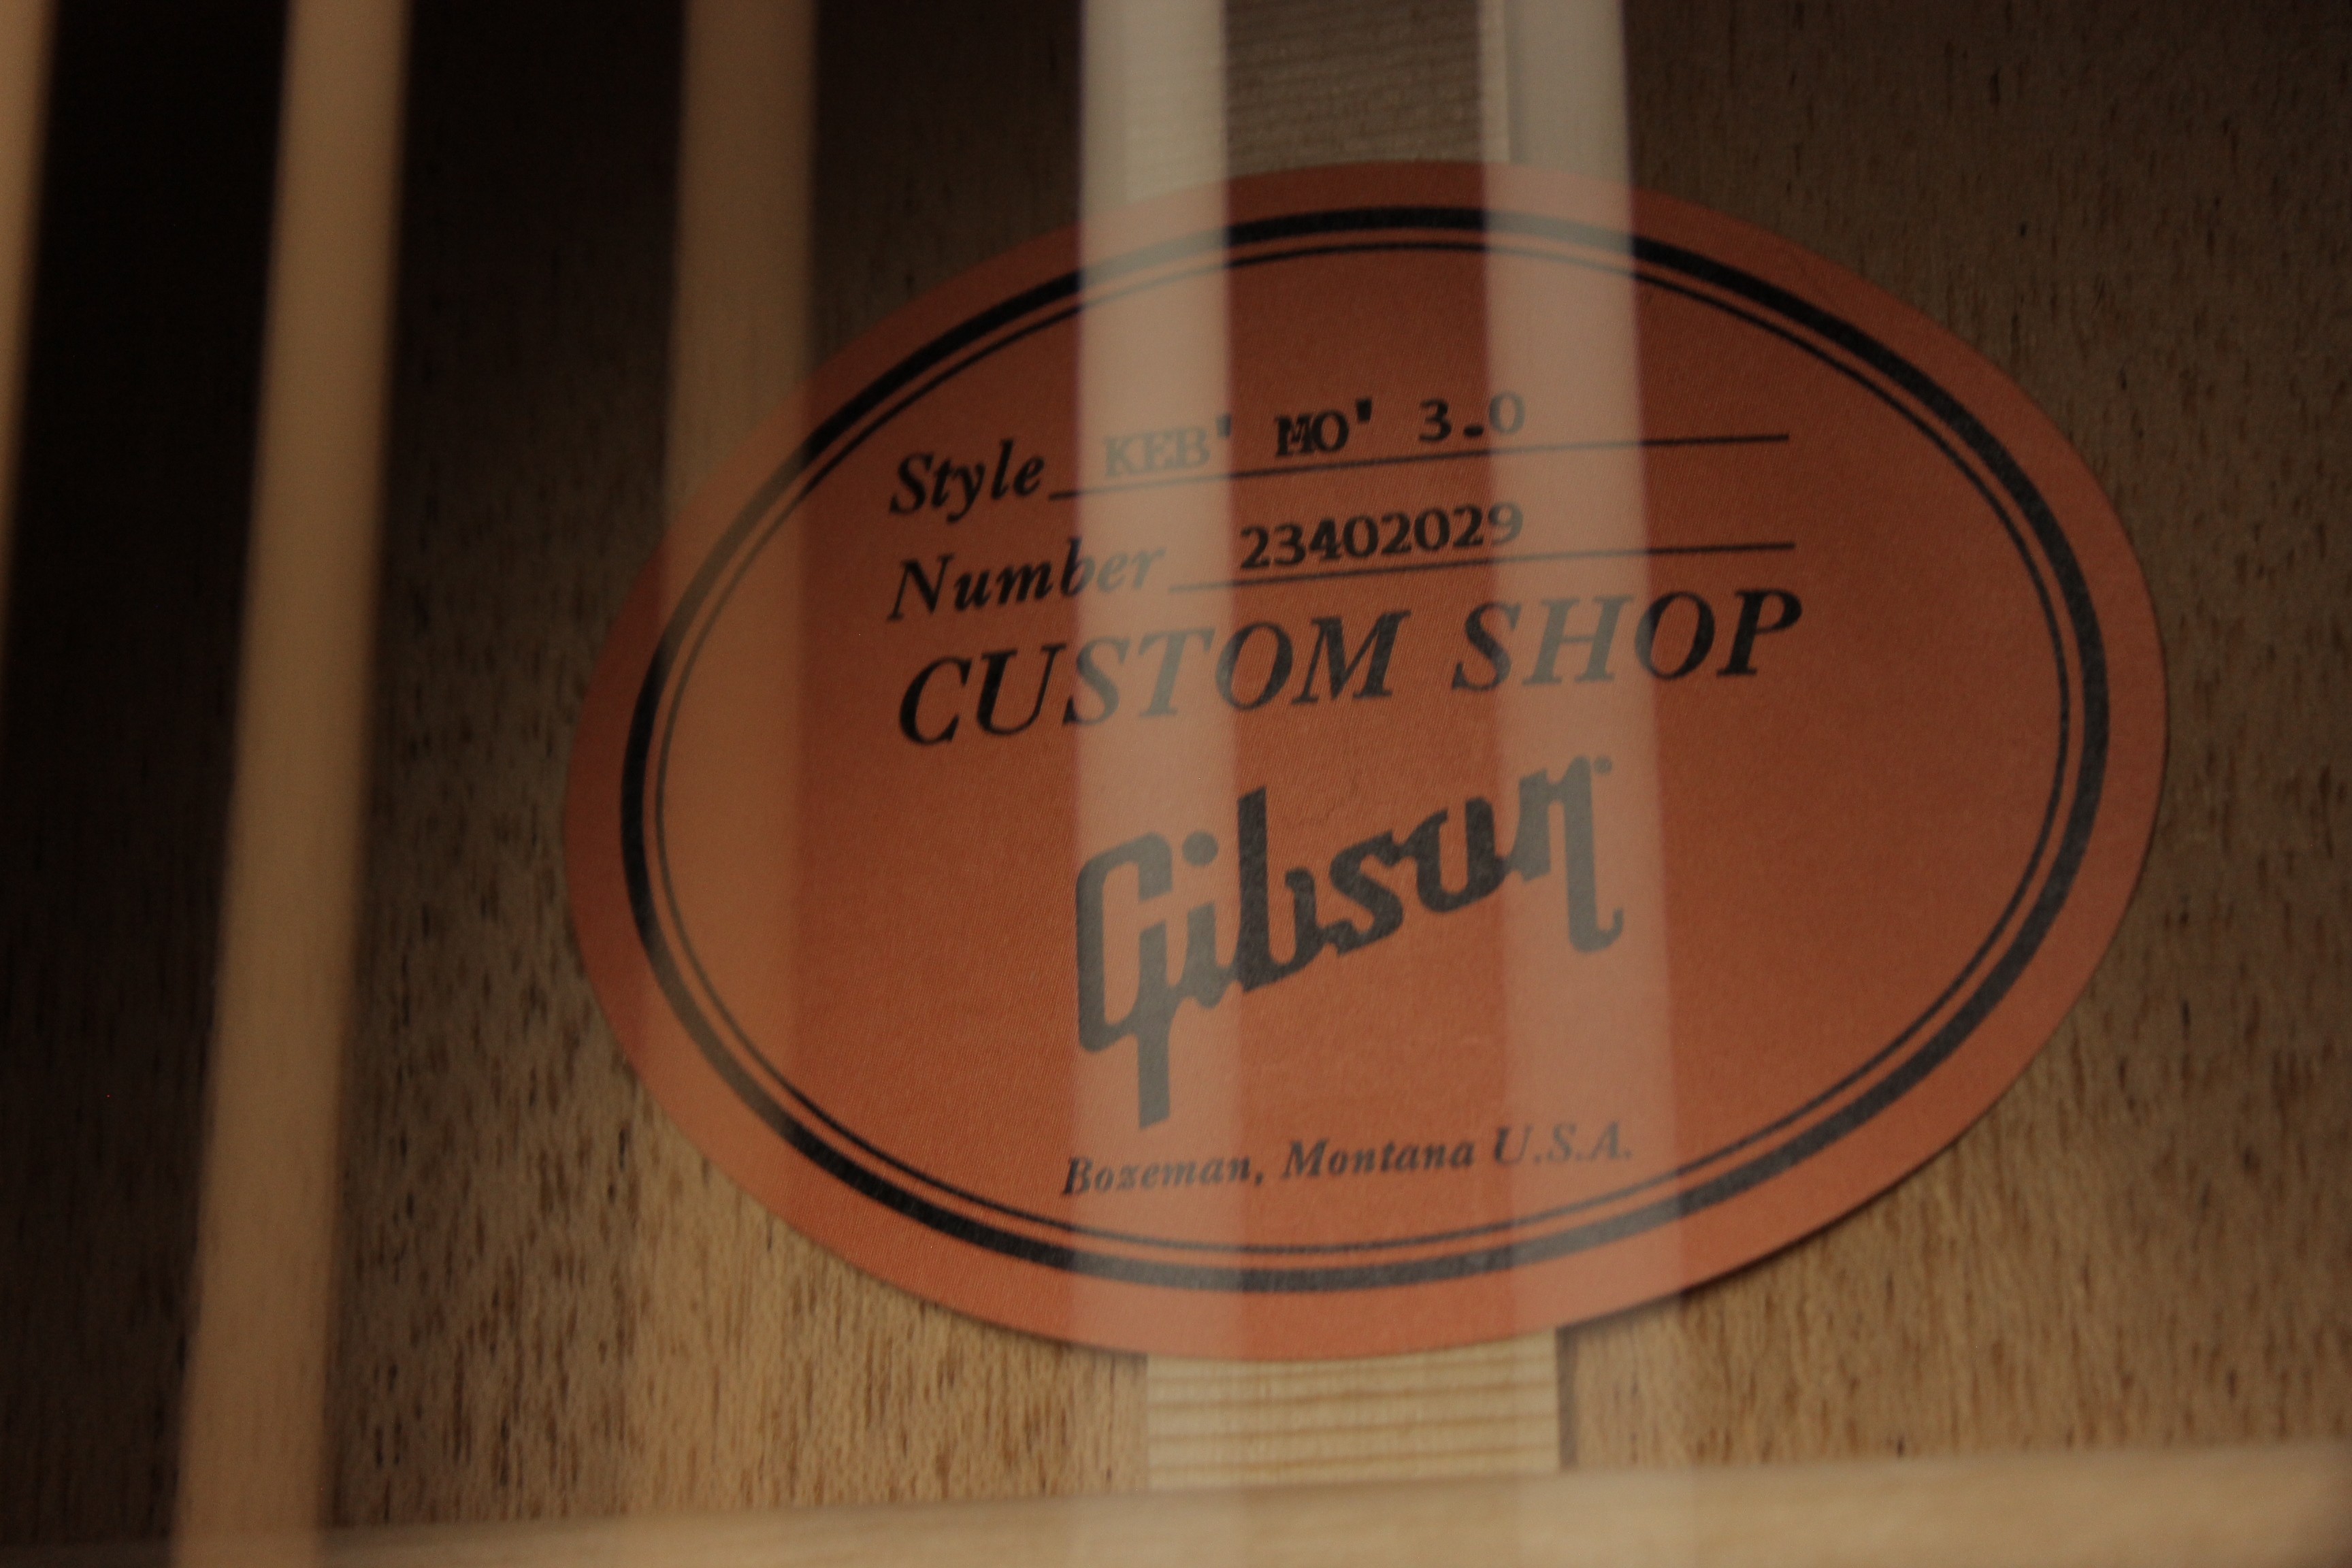 Style KEB' MO' 3.0
Number 23402029
CUSTOM SHOP
Gibson
Bozeman, Montana U.S.A.